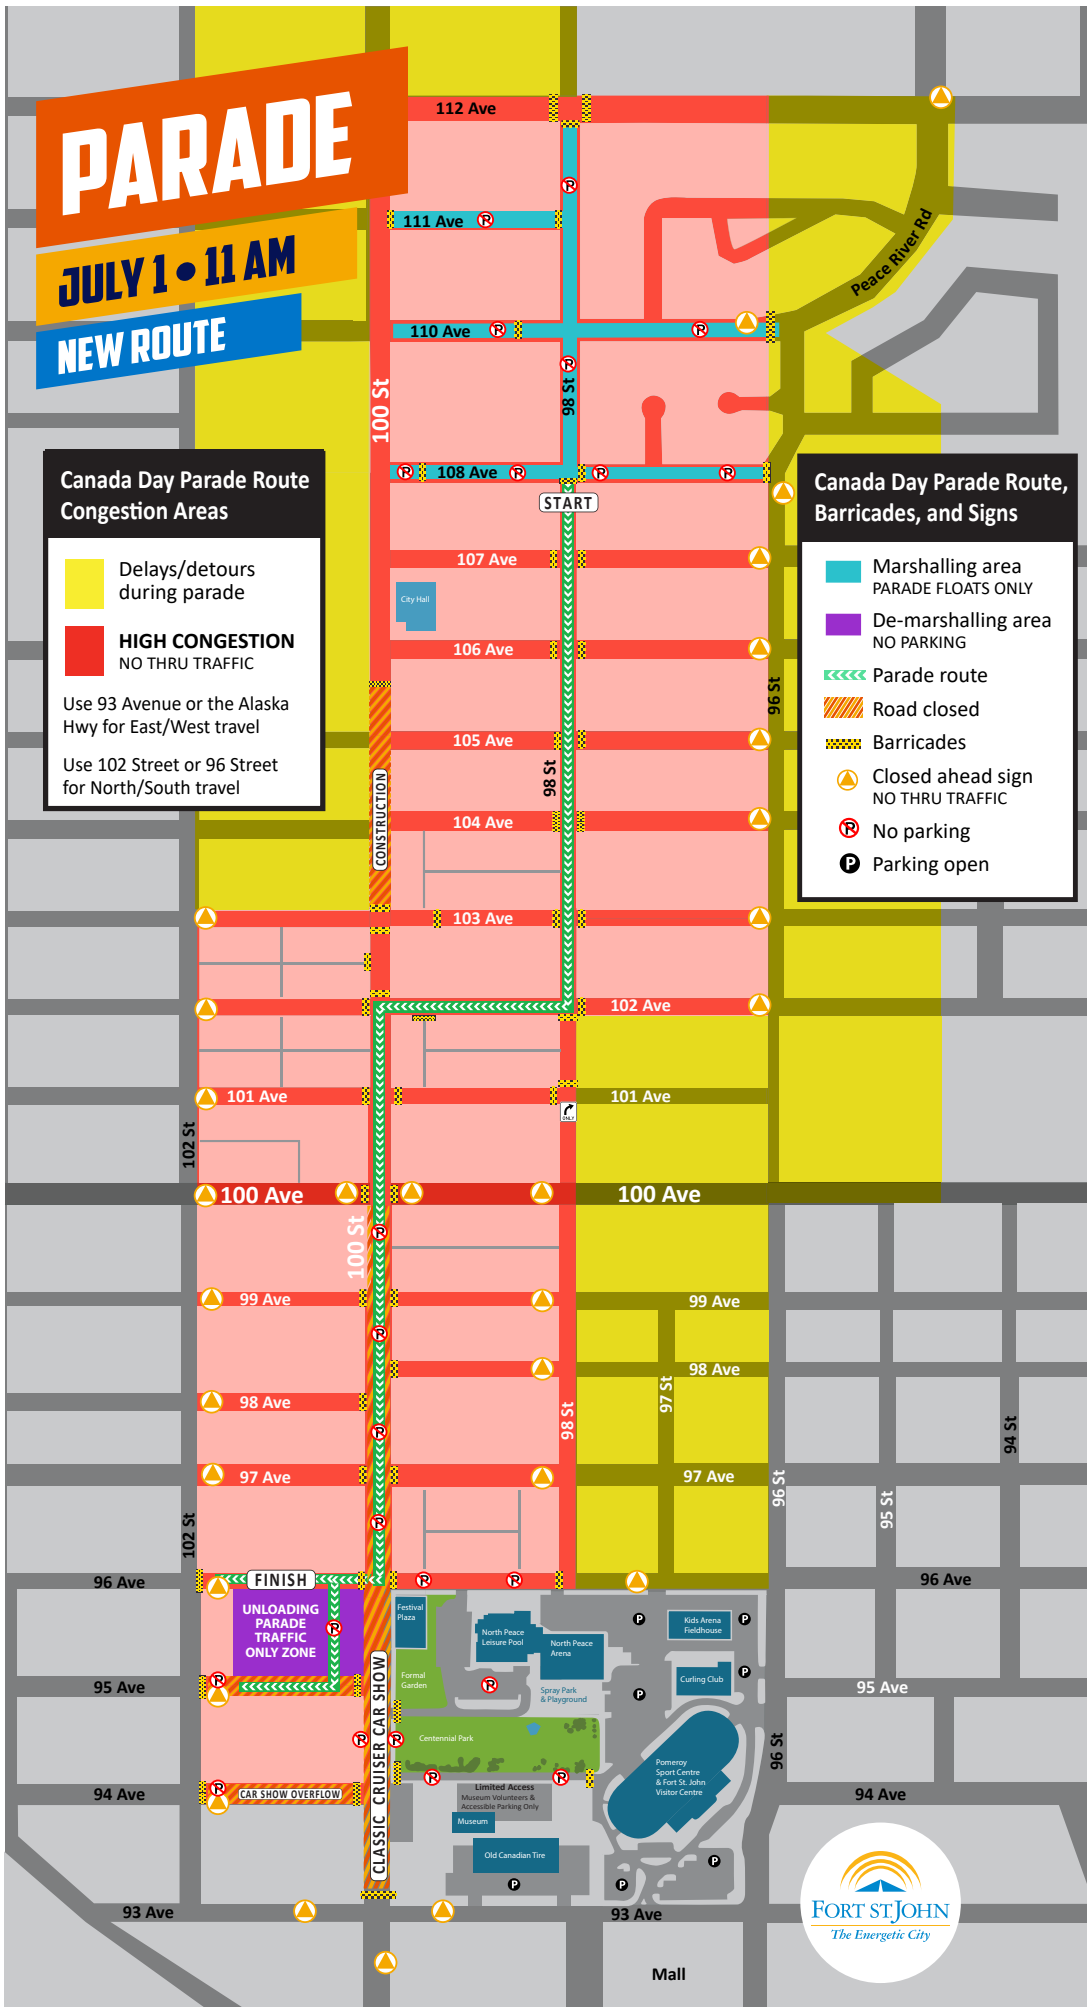 PARADE
JULY 1 • 11 AM
NEW ROUTE
112 Ave
111 Ave
110 Ave
Peace River Rd
100 St
98 St
108 Ave
START
Canada Day Parade Route
Congestion Areas
Delays/detours
during parade
HIGH CONGESTION
NO THRU TRAFFIC
Use 93 Avenue or the Alaska
Hwy for East/West travel
Use 102 Street or 96 Street
for North/South travel
Canada Day Parade Route,
Barricades, and Signs
Marshalling area
PARADE FLOATS ONLY
De-marshalling area
NO PARKING
Parade route
Road closed
Barricades
Closed ahead sign
NO THRU TRAFFIC
No parking
Parking open
107 Ave
City Hall
106 Ave
96 St
105 Ave
98 St
CONSTRUCTION
104 Ave
103 Ave
102 Ave
101 Ave
101 Ave
ONLY
102 St
100 Ave
100 Ave
100 St
99 Ave
99 Ave
98 Ave
98 Ave
97 St
98 St
94 St
97 Ave
97 Ave
96 St
95 St
102 St
96 Ave
FINISH
96 Ave
UNLOADING
PARADE
TRAFFIC
ONLY ZONE
Festival
Plaza
North Peace
Leisure Pool
North Peace
Arena
Kids Arena
Fieldhouse
Curling Club
Formal
Garden
Spray Park
& Playground
95 Ave
95 Ave
Centennial Park
96 St
CLASSIC CRUISER CAR SHOW
Pomeroy
Sport Centre
& Fort St. John
Visitor Centre
94 Ave
CAR SHOW OVERFLOW
Limited Access
Museum Volunteers &
Accessible Parking Only
94 Ave
Museum
Old Canadian Tire
93 Ave
93 Ave
Mall
FORT ST. JOHN
The Energetic City